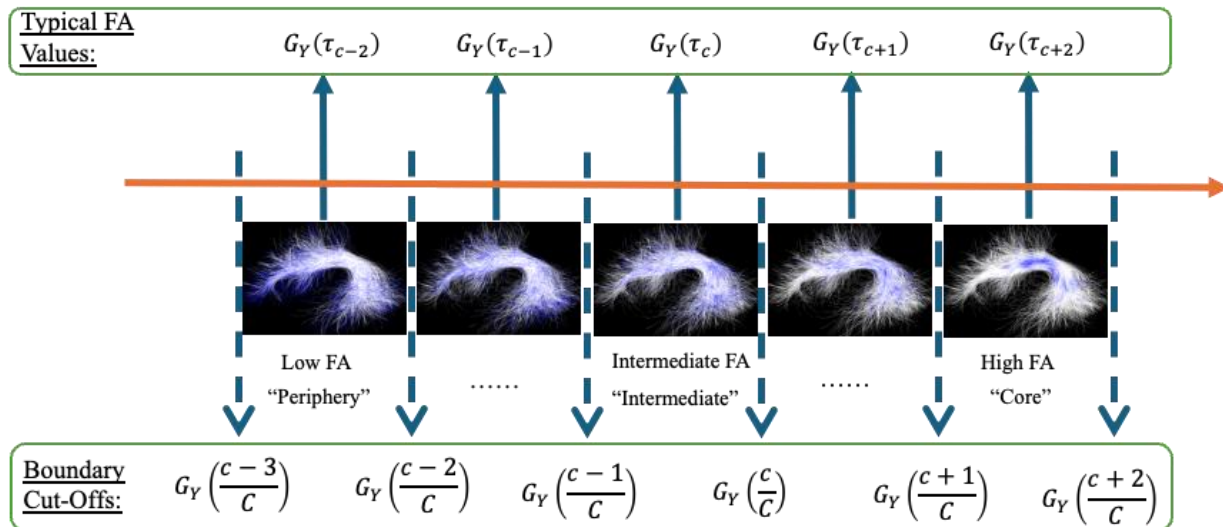 Typical FA
Values:
G_Y(τ_{c−2}) G_Y(τ_{c−1}) G_Y(τ_c) G_Y(τ_{c+1}) G_Y(τ_{c+2})
Low FA Intermediate FA High FA
“Periphery” …… “Intermediate” …… “Core”
Boundary
Cut-Offs:
G_Y((c − 3)/C) G_Y((c − 2)/C) G_Y((c − 1)/C) G_Y(c/C) G_Y((c + 1)/C) G_Y((c + 2)/C)